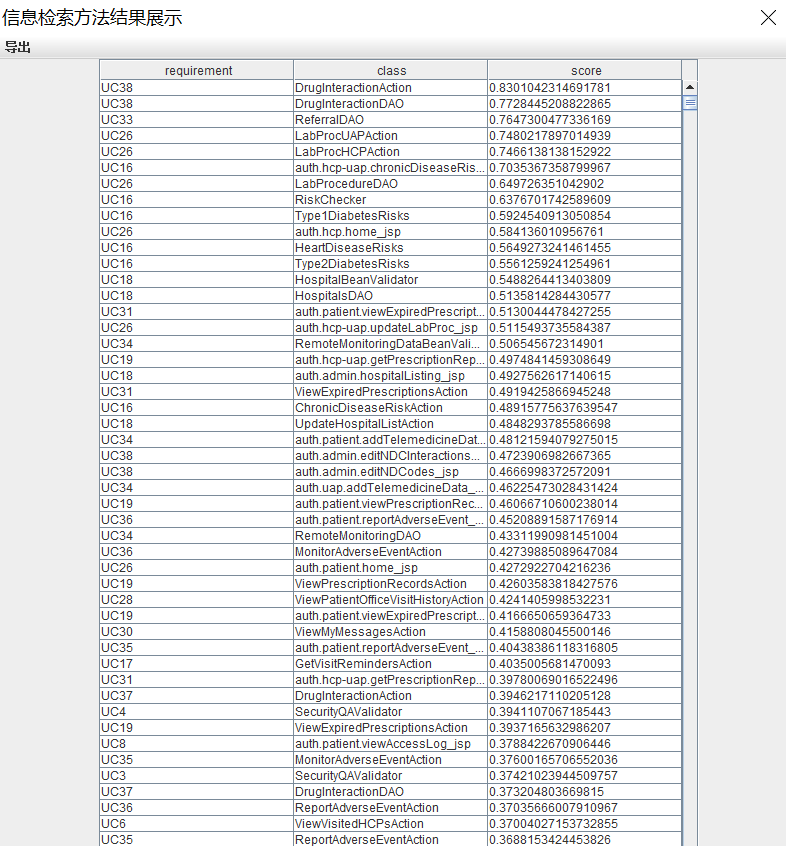 信息检索方法结果展示
导出
requirement class score
UC38 DrugInteractionAction 0.8301042314691781
UC38 DrugInteractionDAO 0.7728445208822865
UC33 ReferralDAO 0.7647300477336169
UC26 LabProcUAPAction 0.7480217897014939
UC26 LabProcHCPAction 0.7466138138152922
UC16 auth.hcp-uap.chronicDiseaseRis... 0.7035367358799967
UC26 LabProcedureDAO 0.649726351042902
UC16 RiskChecker 0.6376701742589609
UC16 Type1DiabetesRisks 0.5924540913050854
UC26 auth.hcp.home_jsp 0.584136010956761
UC16 HeartDiseaseRisks 0.5649273241461455
UC16 Type2DiabetesRisks 0.5561259241254961
UC18 HospitalBeanValidator 0.5488264413403809
UC18 HospitalsDAO 0.5135814284430577
UC31 auth.patient.viewExpiredPrescript... 0.5130044478427255
UC26 auth.hcp-uap.updateLabProc_jsp 0.5115493735584387
UC34 RemoteMonitoringDataBeanVali... 0.506545672314901
UC19 auth.hcp-uap.getPrescriptionRep... 0.4974841459308649
UC18 auth.admin.hospitalListing_jsp 0.4927562617140615
UC31 ViewExpiredPrescriptionsAction 0.4919425866945248
UC16 ChronicDiseaseRiskAction 0.48915775637639547
UC18 UpdateHospitalListAction 0.4848293785586698
UC34 auth.patient.addTelemedicineDat... 0.48121594079275015
UC38 auth.admin.editNDCInteractions... 0.4723906982667365
UC38 auth.admin.editNDCodes_jsp 0.4666998372572091
UC34 auth.uap.addTelemedicineData_... 0.46225473028431424
UC19 auth.patient.viewPrescriptionRec... 0.46066710600238014
UC36 auth.patient.reportAdverseEvent_... 0.45208891587176914
UC34 RemoteMonitoringDAO 0.43311990981451004
UC36 MonitorAdverseEventAction 0.42739885089647084
UC26 auth.patient.home_jsp 0.4272922704216236
UC19 ViewPrescriptionRecordsAction 0.42603583818427576
UC28 ViewPatientOfficeVisitHistoryAction 0.4241405998532231
UC19 auth.patient.viewExpiredPrescript... 0.4166650659364733
UC30 ViewMyMessagesAction 0.4158808045500146
UC35 auth.patient.reportAdverseEvent_... 0.40438386118316805
UC17 GetVisitRemindersAction 0.4035005681470093
UC31 auth.hcp-uap.getPrescriptionRep... 0.39780069016522496
UC37 DrugInteractionAction 0.3946217110205128
UC4 SecurityQAValidator 0.3941107067185443
UC19 ViewExpiredPrescriptionsAction 0.3937165632986207
UC8 auth.patient.viewAccessLog_jsp 0.3788422670906446
UC35 MonitorAdverseEventAction 0.37600165706552036
UC3 SecurityQAValidator 0.37421023944509757
UC37 DrugInteractionDAO 0.373204803669815
UC36 ReportAdverseEventAction 0.37035666007910967
UC6 ViewVisitedHCPsAction 0.37004027153732855
UC35 ReportAdverseEventAction 0.3688153424453826